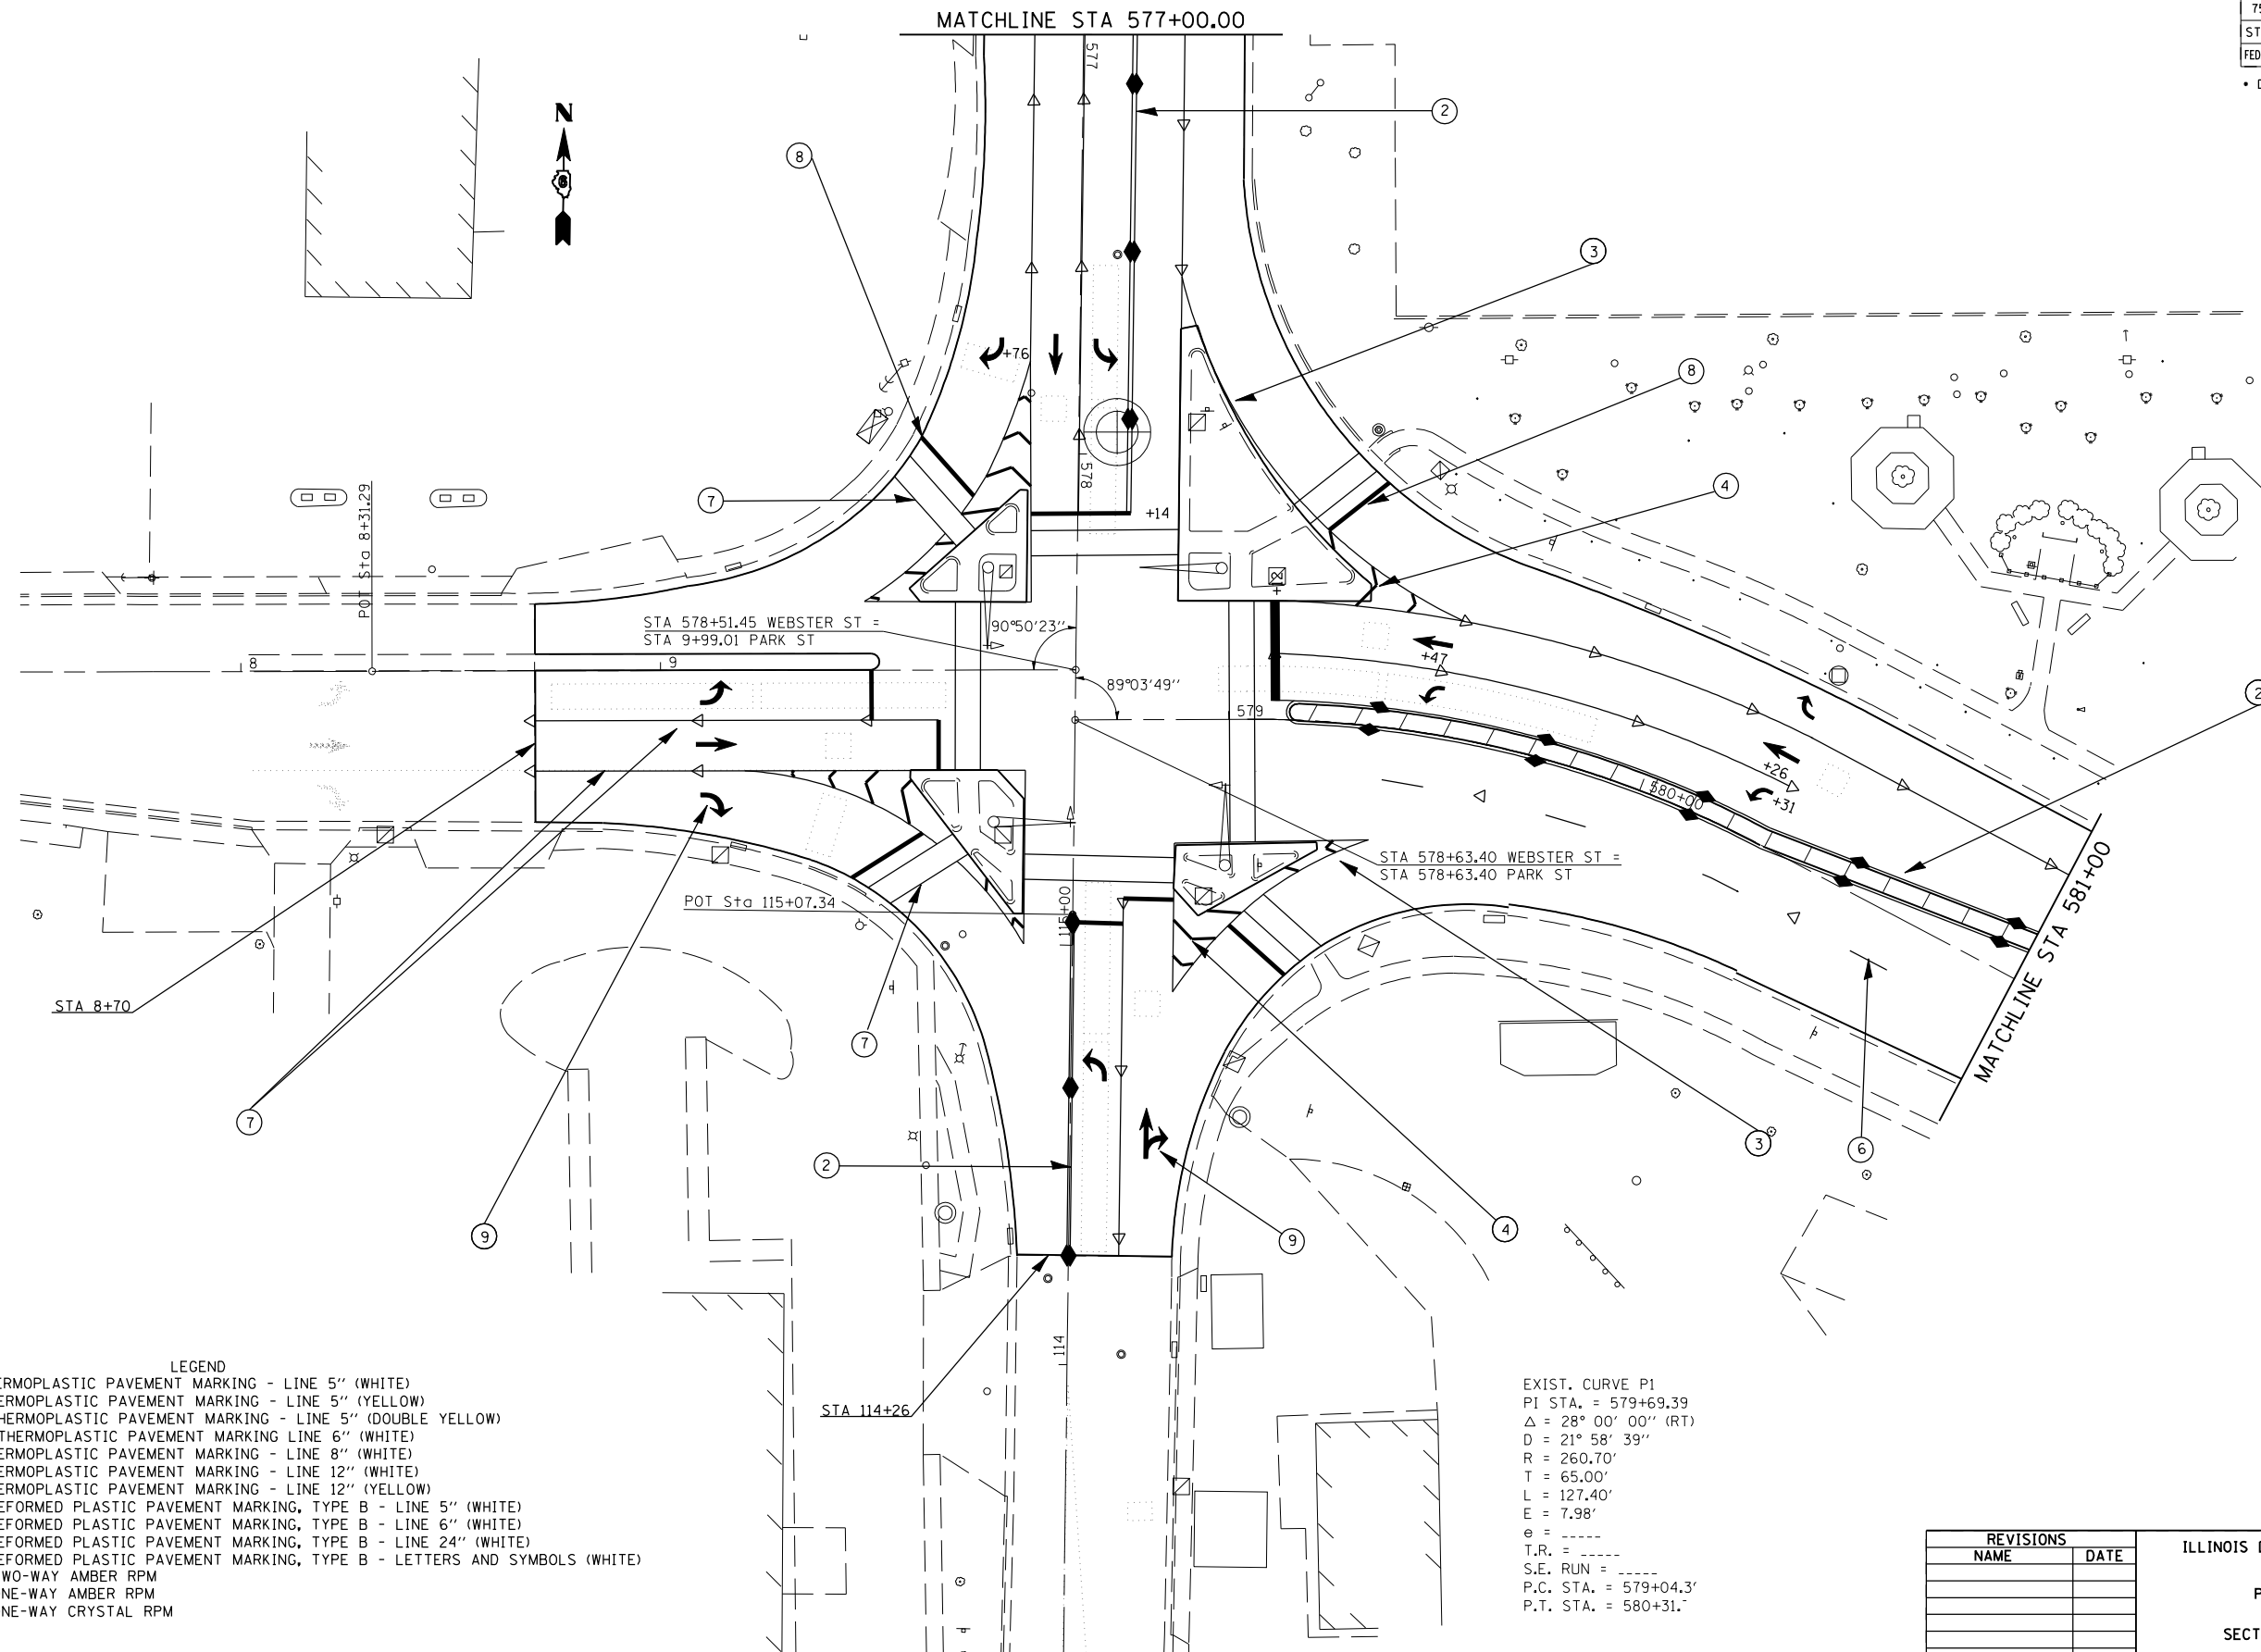 MATCHLINE STA 577+00.00
577
2
8
N
6
3
+76
8
578
7
4
+14
POT Sta 8+31.29
STA 578+51.45 WEBSTER ST =
STA 9+99.01 PARK ST
90°50'23"
8
9
+47
89°03'49"
579
2
+26
+31
580+00
STA 578+63.40 WEBSTER ST =
STA 578+63.40 PARK ST
115+00
POT Sta 115+07.34
MATCHLINE STA 581+00
STA 8+70
7
7
3
6
2
9
4
9
114
STA 114+26
LEGEND
ERMOPLASTIC PAVEMENT MARKING - LINE 5" (WHITE)
ERMOPLASTIC PAVEMENT MARKING - LINE 5" (YELLOW)
HERMOPLASTIC PAVEMENT MARKING - LINE 5" (DOUBLE YELLOW)
THERMOPLASTIC PAVEMENT MARKING LINE 6" (WHITE)
ERMOPLASTIC PAVEMENT MARKING - LINE 8" (WHITE)
ERMOPLASTIC PAVEMENT MARKING - LINE 12" (WHITE)
ERMOPLASTIC PAVEMENT MARKING - LINE 12" (YELLOW)
EFORMED PLASTIC PAVEMENT MARKING, TYPE B - LINE 5" (WHITE)
EFORMED PLASTIC PAVEMENT MARKING, TYPE B - LINE 6" (WHITE)
EFORMED PLASTIC PAVEMENT MARKING, TYPE B - LINE 24" (WHITE)
EFORMED PLASTIC PAVEMENT MARKING, TYPE B - LETTERS AND SYMBOLS (WHITE)
WO-WAY AMBER RPM
NE-WAY AMBER RPM
NE-WAY CRYSTAL RPM
EXIST. CURVE P1
PI STA. = 579+69.39
Δ = 28° 00' 00" (RT)
D = 21° 58' 39"
R = 260.70'
T = 65.00'
L = 127.40'
E = 7.98'
e = -----
T.R. = -----
S.E. RUN = -----
P.C. STA. = 579+04.3
P.T. STA. = 580+31.
REVISIONS
NAME DATE
ILLINOIS D
P
SECT
75
ST
FED